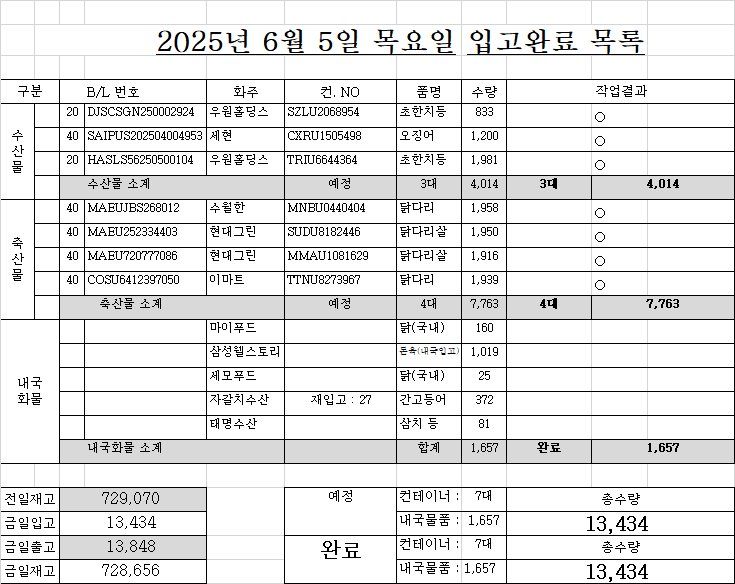 2025년 6월 5일 목요일 입고완료 목록
구분 B/L 번호 화주 컨. NO 품명 수량 작업결과
수산물
20 DJSCSGN250002924 우원홀딩스 SZLU2068954 초한치등 833 ○
40 SAIPUS202504004953 제현 CXRU1505498 오징어 1,200 ○
20 HASLS56250500104 우원홀딩스 TRIU6644364 초한치등 1,981 ○
수산물 소계 예정 3대 4,014 3대 4,014
축산물
40 MAEUJBS268012 수월한 MNBU0440404 닭다리 1,958 ○
40 MAEU252334403 현대그린 SUDU8182446 닭다리살 1,950 ○
40 MAEU720777086 현대그린 MMAU1081629 닭다리살 1,916 ○
40 COSU6412397050 이마트 TTNU8273967 닭다리 1,939 ○
축산물 소계 예정 4대 7,763 4대 7,763
내국화물
마이푸드 닭(국내) 160
삼성웰스토리 돈육(내국입고) 1,019
제모푸드 닭(국내) 25
자갈치수산 재입고 : 27 간고등어 372
태명수산 삼치 등 81
내국화물 소계 합계 1,657 완료 1,657
전일재고 729,070 예정 컨테이너 : 7대 총수량
금일입고 13,434 내국물품 : 1,657 13,434
금일출고 13,848 완료 컨테이너 : 7대 총수량
금일재고 728,656 내국물품 : 1,657 13,434